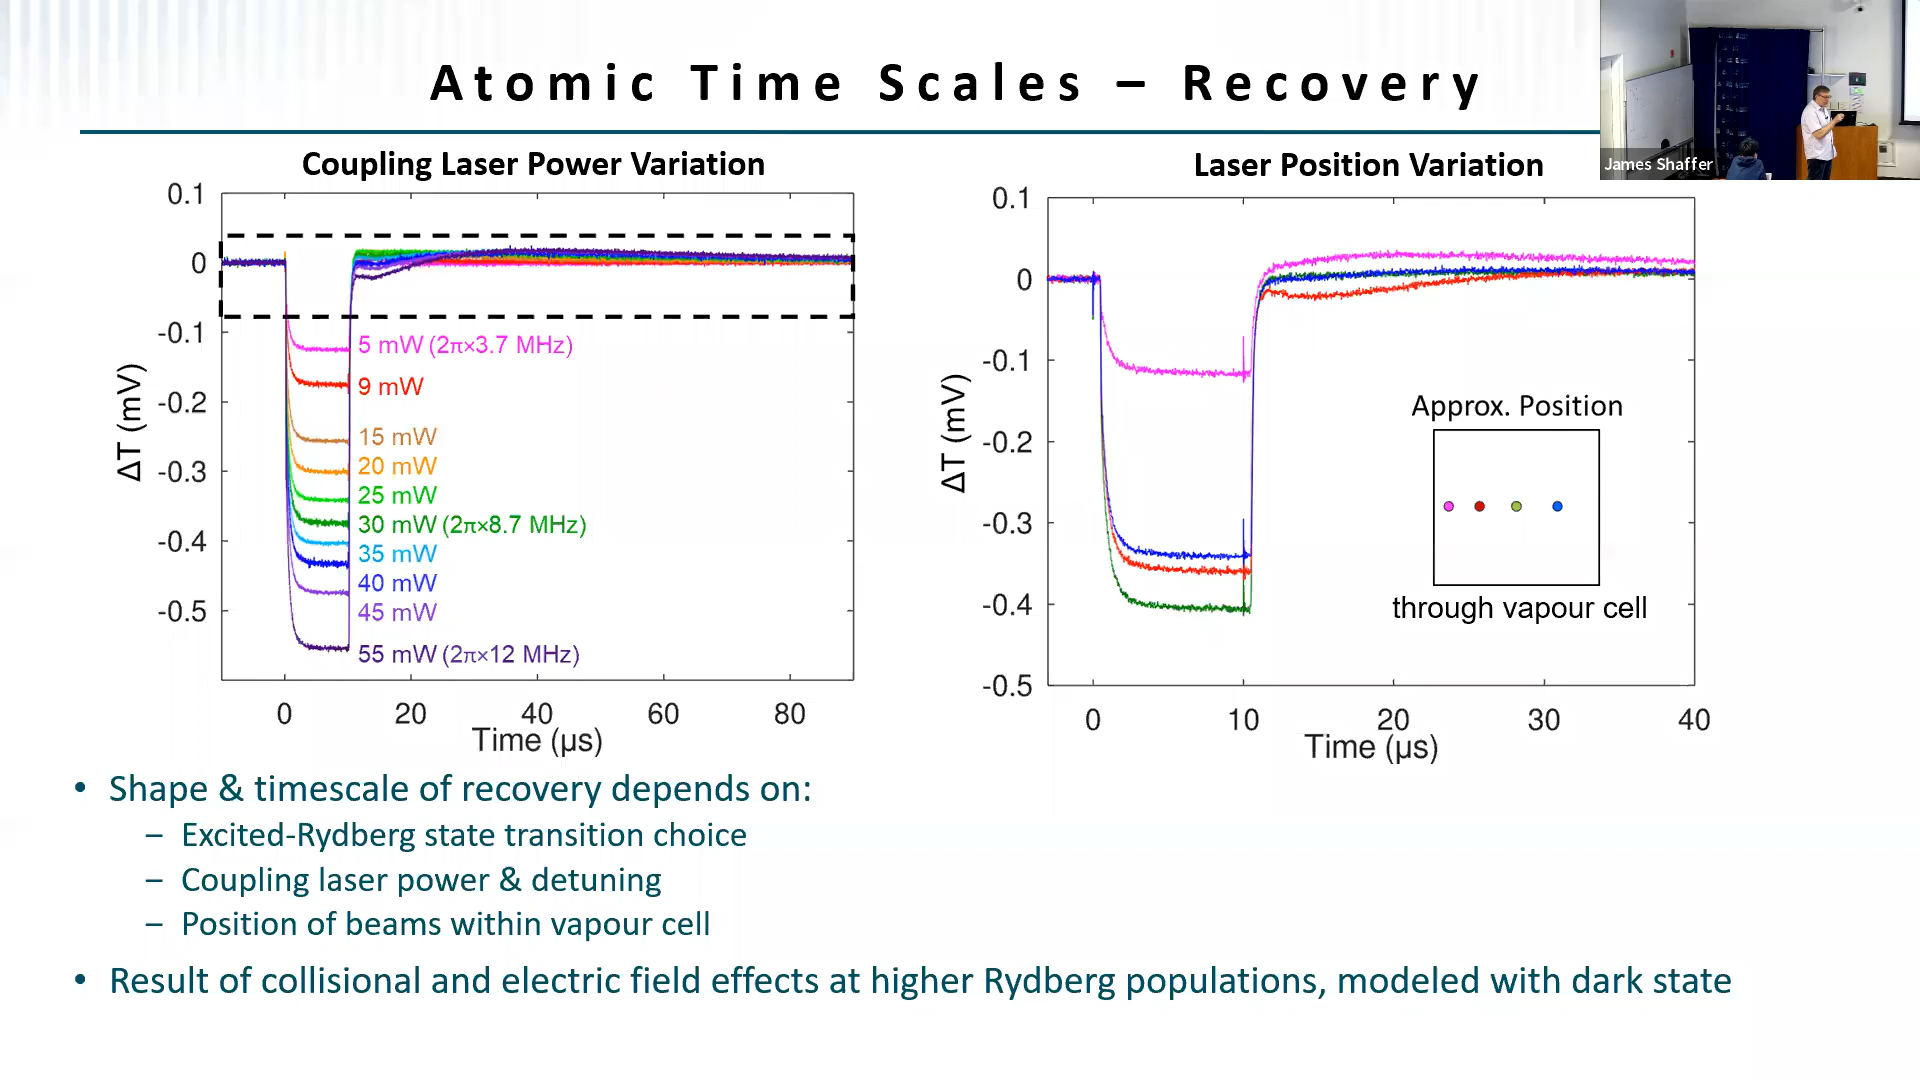 Atomic Time Scales – Recovery
James Shaffer
Coupling Laser Power Variation
0.1
0
-0.1
-0.2
-0.3
-0.4
-0.5
ΔT (mV)
5 mW (2π×3.7 MHz)
9 mW
15 mW
20 mW
25 mW
30 mW (2π×8.7 MHz)
35 mW
40 mW
45 mW
55 mW (2π×12 MHz)
0 20 40 60 80
Time (µs)
Laser Position Variation
0.1
0
-0.1
-0.2
-0.3
-0.4
-0.5
ΔT (mV)
Approx. Position
through vapour cell
0 10 20 30 40
Time (µs)
• Shape & timescale of recovery depends on:
– Excited-Rydberg state transition choice
– Coupling laser power & detuning
– Position of beams within vapour cell
• Result of collisional and electric field effects at higher Rydberg populations, modeled with dark state